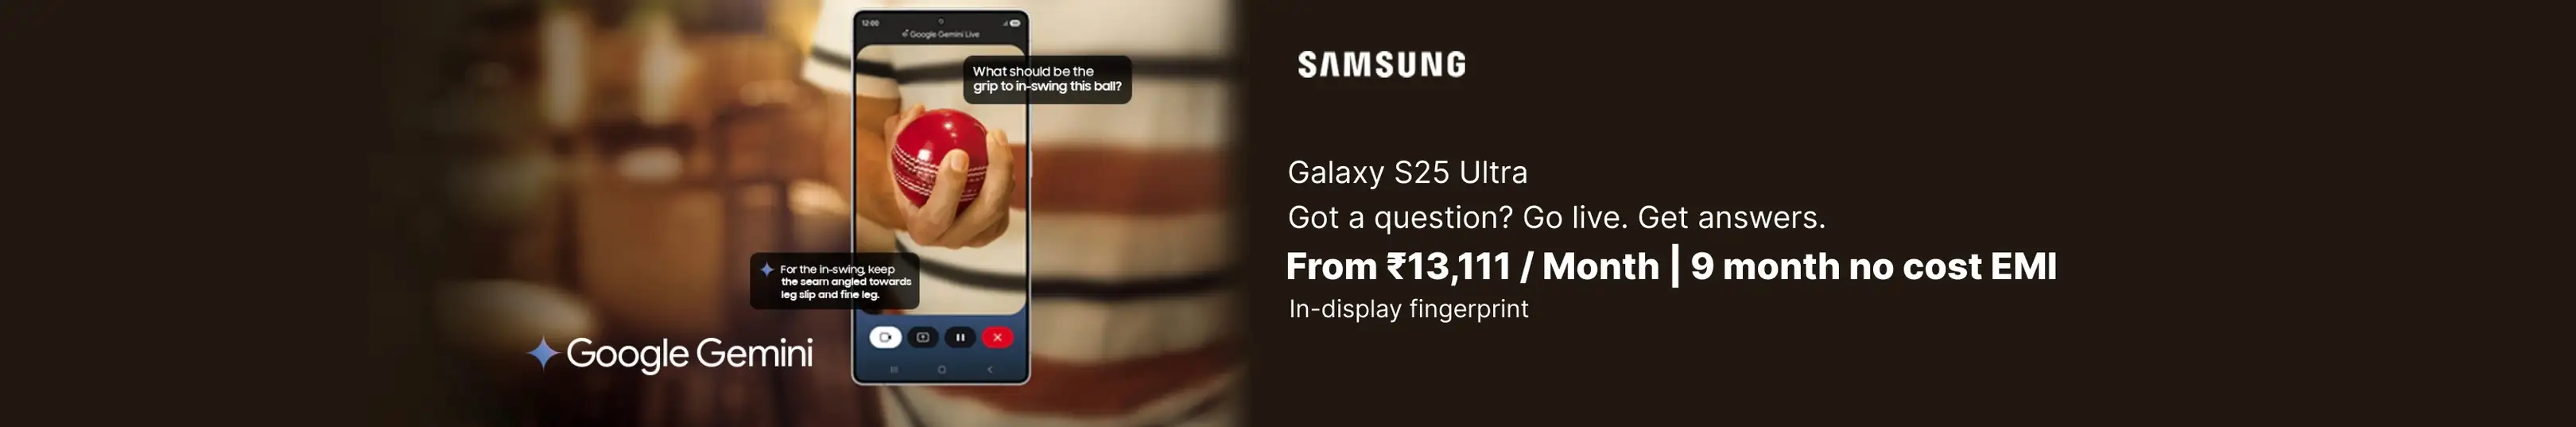 12:00
Google Gemini Live
What should be the
grip to in-swing this ball?
For the in-swing, keep
the seam angled towards
leg slip and fine leg.
Google Gemini
SAMSUNG
Galaxy S25 Ultra
Got a question? Go live. Get answers.
From ₹13,111 / Month | 9 month no cost EMI
In-display fingerprint